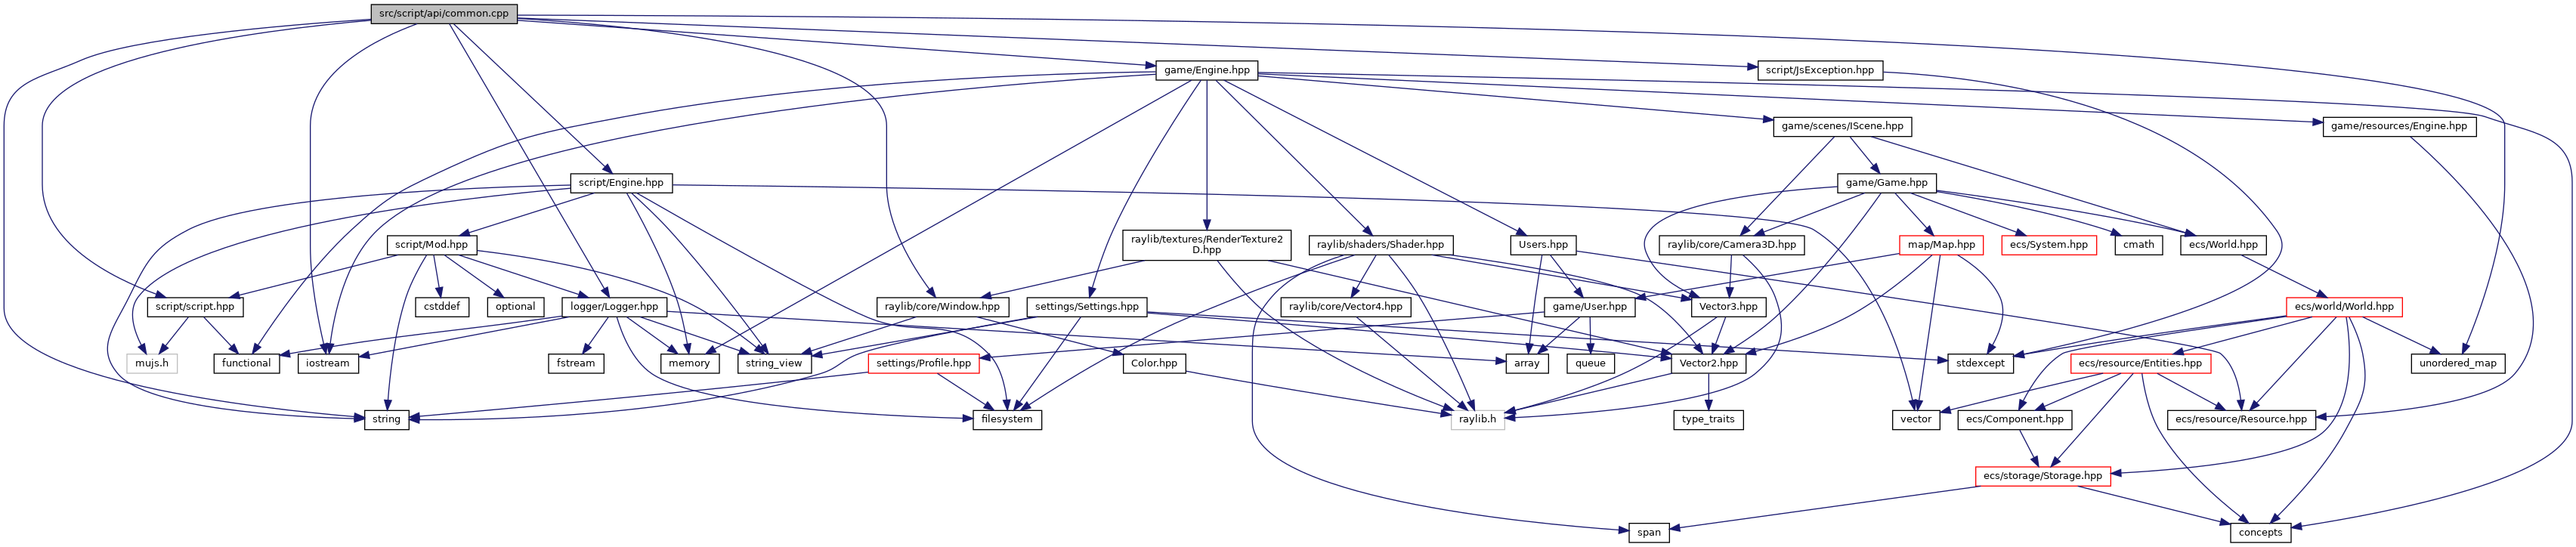 src/script/api/common.cpp
game/Engine.hpp
script/JsException.hpp
game/scenes/IScene.hpp
game/resources/Engine.hpp
script/Engine.hpp
game/Game.hpp
script/Mod.hpp
raylib/textures/RenderTexture2
D.hpp
raylib/shaders/Shader.hpp
Users.hpp
raylib/core/Camera3D.hpp
map/Map.hpp
ecs/System.hpp
cmath
ecs/World.hpp
script/script.hpp
cstddef
optional
logger/Logger.hpp
raylib/core/Window.hpp
settings/Settings.hpp
raylib/core/Vector4.hpp
game/User.hpp
Vector3.hpp
ecs/world/World.hpp
mujs.h
functional
iostream
fstream
memory
string_view
settings/Profile.hpp
Color.hpp
array
queue
Vector2.hpp
stdexcept
ecs/resource/Entities.hpp
unordered_map
string
filesystem
raylib.h
type_traits
vector
ecs/Component.hpp
ecs/resource/Resource.hpp
ecs/storage/Storage.hpp
span
concepts